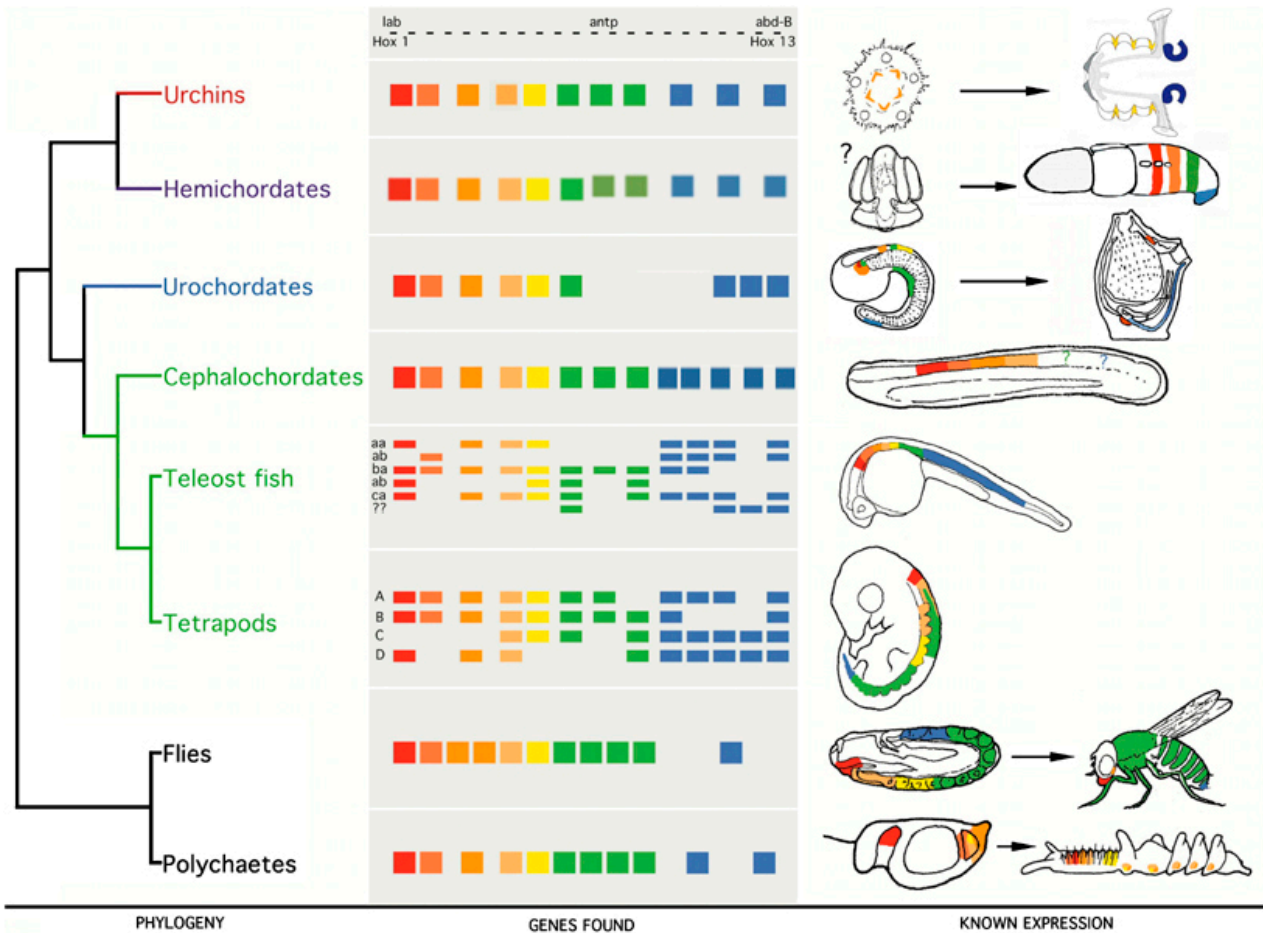 lab antp abd-B
Hox 1 Hox 13
Urchins
Hemichordates
?
Urochordates
Cephalochordates
? ?
aa
ab
ba
ab
ca
??
Teleost fish
A
B
C
D
Tetrapods
Flies
Polychaetes
PHYLOGENY GENES FOUND KNOWN EXPRESSION